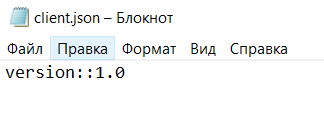 client.json – Блокнот
Файл Правка Формат Вид Справка
version::1.0